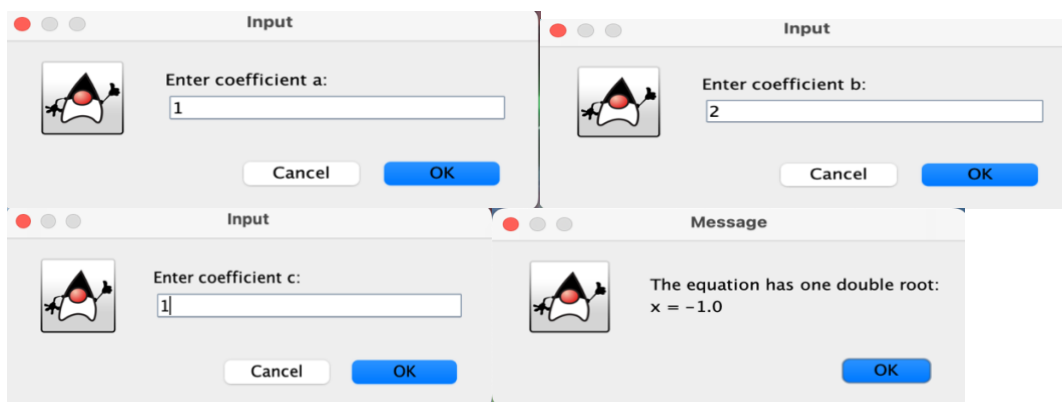 Input
Enter coefficient a:
1
Cancel OK
Input
Enter coefficient b:
2
Cancel OK
Input
Enter coefficient c:
1
Cancel OK
Message
The equation has one double root:
x = -1.0
OK